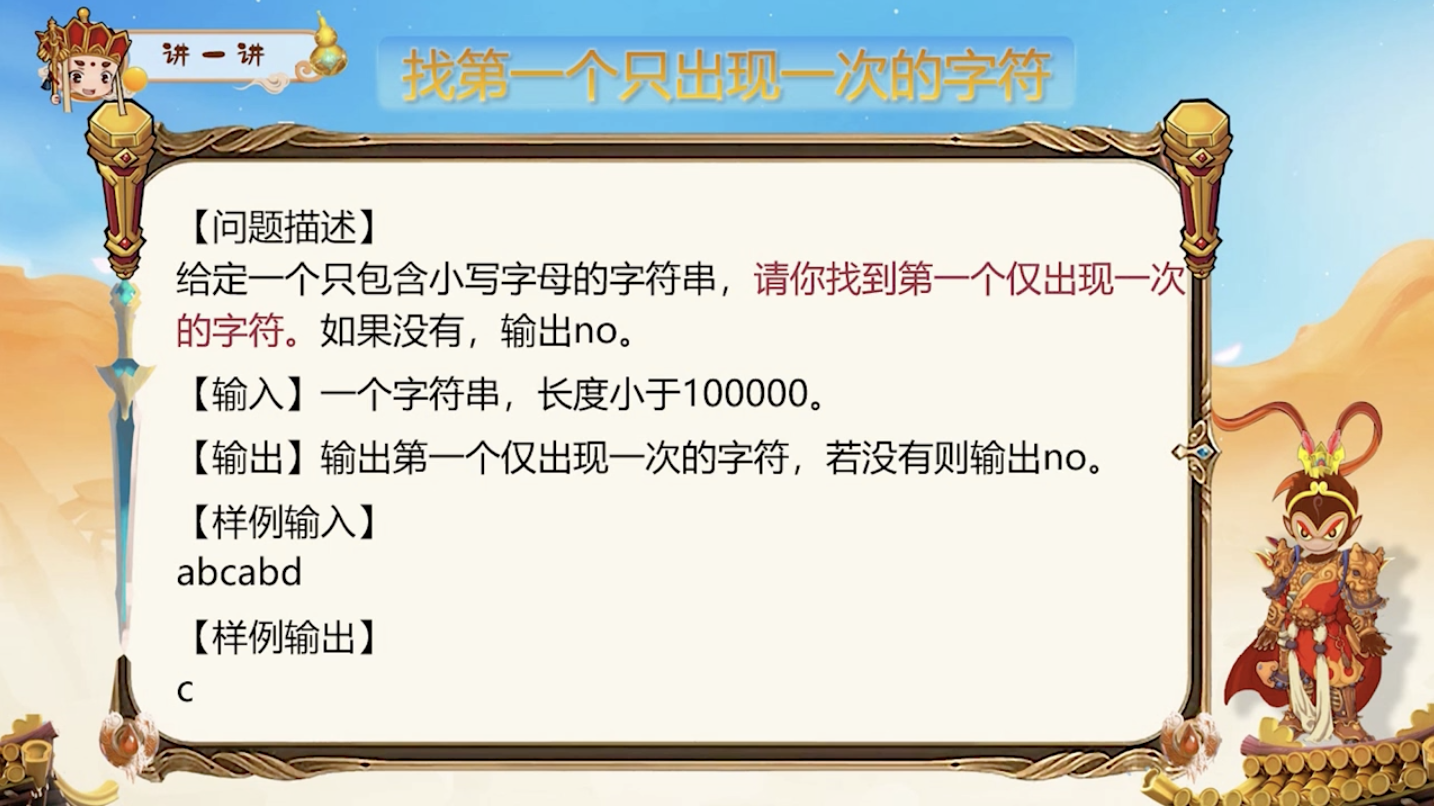 讲一讲
找第一个只出现一次的字符
【问题描述】
给定一个只包含小写字母的字符串，请你找到第一个仅出现一次
的字符。如果没有，输出no。
【输入】一个字符串，长度小于100000。
【输出】输出第一个仅出现一次的字符，若没有则输出no。
【样例输入】
abcabd
【样例输出】
c